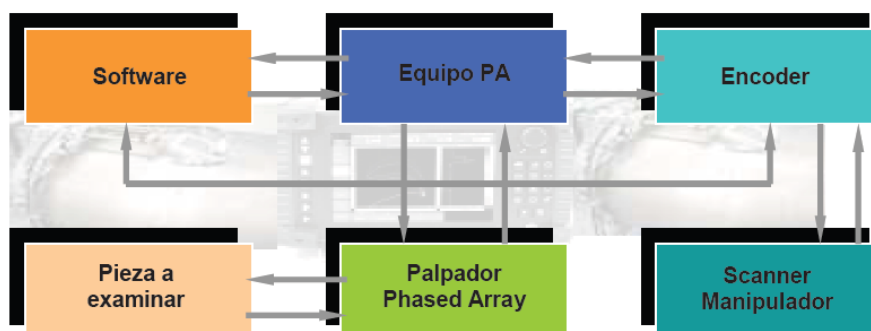 Software
Equipo PA
Encoder
Pieza a
examinar
Palpador
Phased Array
Scanner
Manipulador